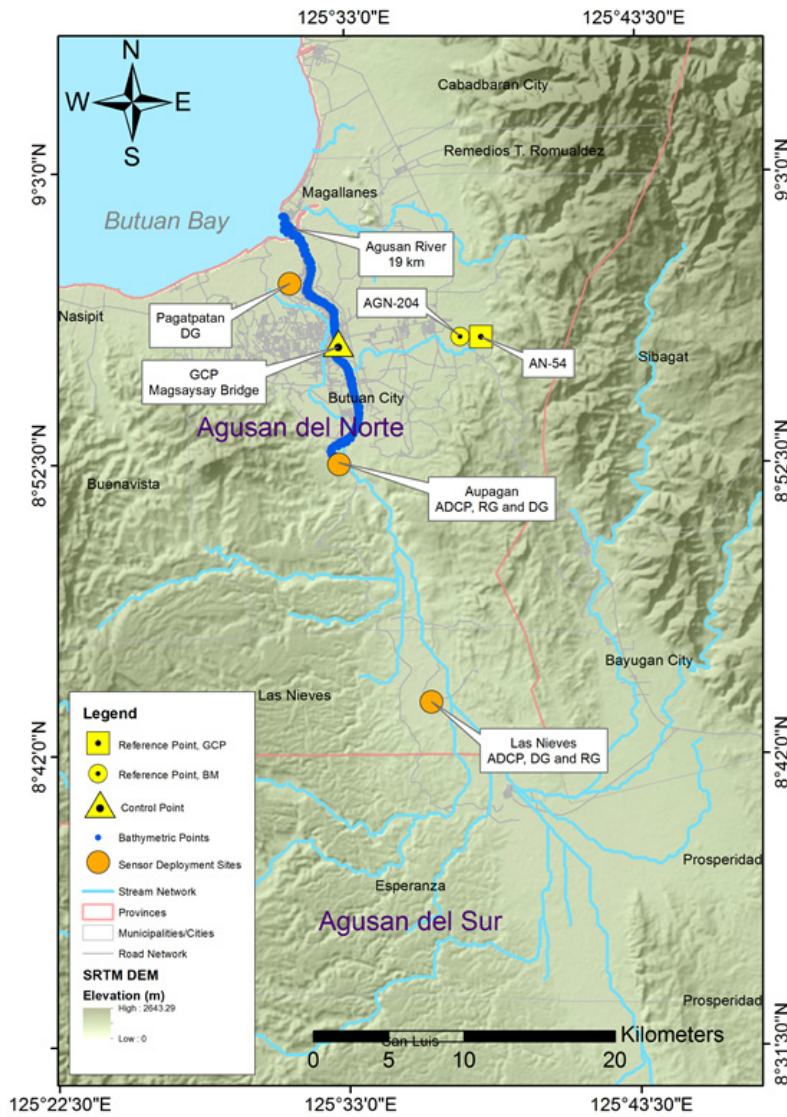 125°33'0"E
125°43'30"E
N
W
E
S
Cabadbaran City
Remedios T. Romualdez
9°3'0"N
9°3'0"N
Magallanes
Butuan Bay
Agusan River
19 km
AGN-204
Pagatpatan
DG
Nasipit
Sibagat
AN-54
GCP
Magsaysay Bridge
Butuan City
Agusan del Norte
8°52'30"N
8°52'30"N
Buenavista
Aupagan
ADCP, RG and DG
Bayugan City
Las Nieves
Las Nieves
ADCP, DG and RG
8°42'0"N
8°42'0"N
Legend
Reference Point, GCP
Reference Point, BM
Control Point
Bathymetric Points
Sensor Deployment Sites
Stream Network
Provinces
Municipalities/Cities
Road Network
SRTM DEM
Elevation (m)
High : 2643.29
Low : 0
Prosperidad
Esperanza
Agusan del Sur
Prosperidad
San Luis
Kilometers
0
5
10
20
8°31'30"N
125°22'30"E
125°33'0"E
125°43'30"E